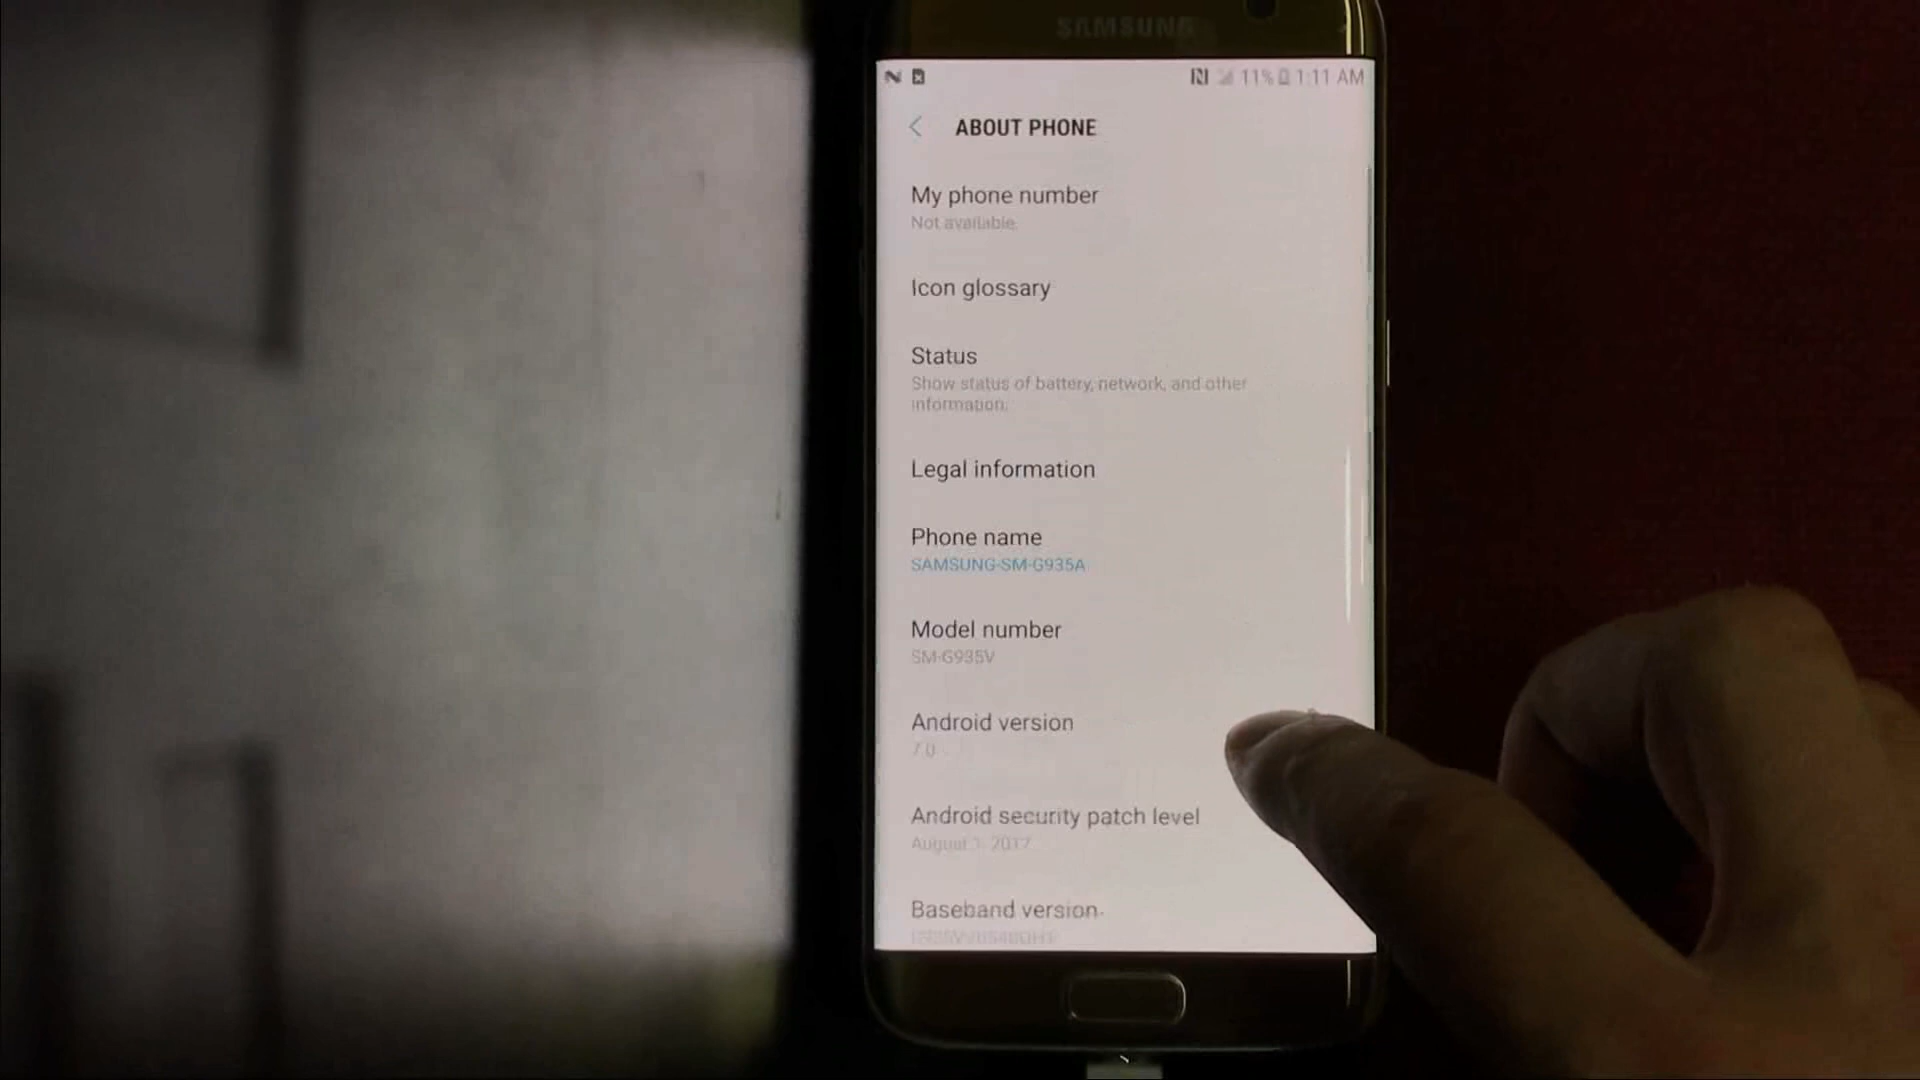 SAMSUNG
11% 1:11 AM
ABOUT PHONE
My phone number
Not available.
Icon glossary
Status
Show status of battery, network, and other
information.
Legal information
Phone name
SAMSUNG-SM-G935A
Model number
SM-G935V
Android version
7.0
Android security patch level
August 1, 2017
Baseband version